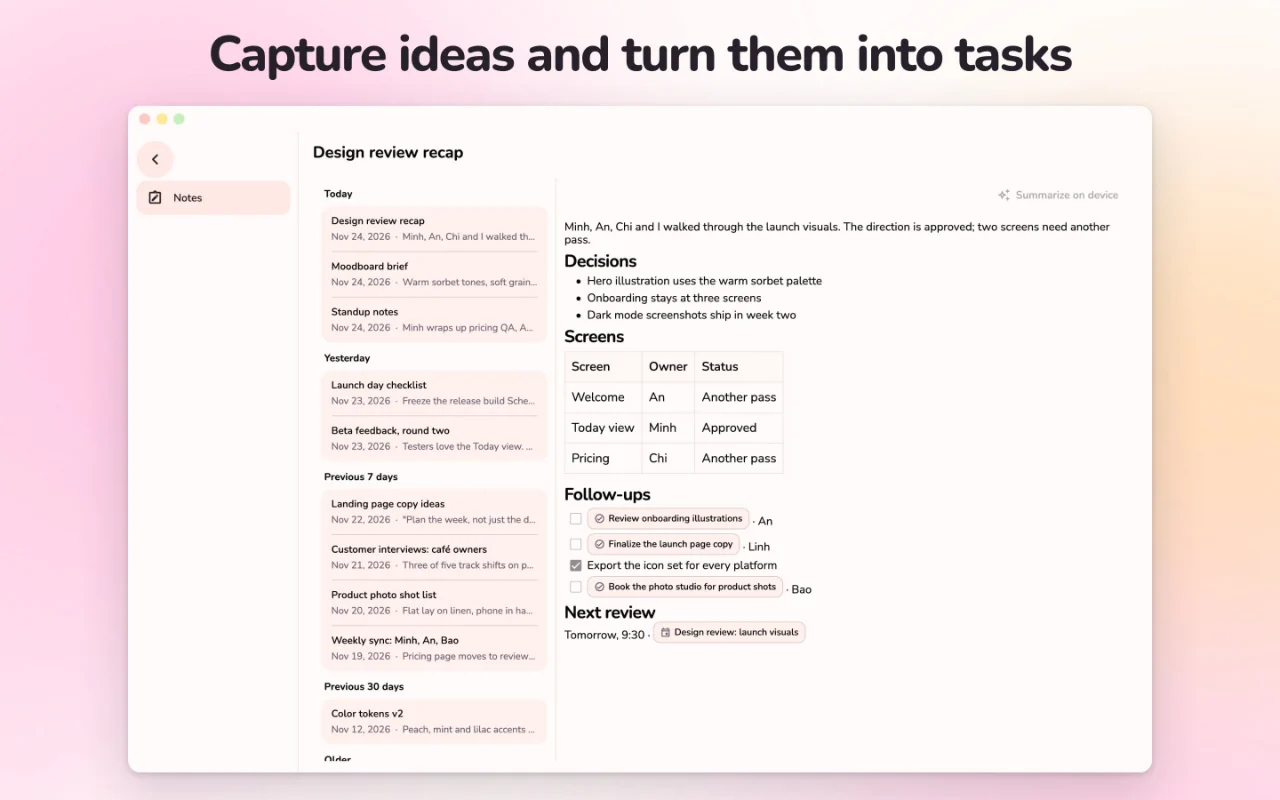 Capture ideas and turn them into tasks
Notes
Design review recap
Today
Design review recap
Nov 24, 2026 · Minh, An, Chi and I walked th...
Moodboard brief
Nov 24, 2026 · Warm sorbet tones, soft grain...
Standup notes
Nov 24, 2026 · Minh wraps up pricing QA, A...
Yesterday
Launch day checklist
Nov 23, 2026 · Freeze the release build Sche...
Beta feedback, round two
Nov 23, 2026 · Testers love the Today view. ...
Previous 7 days
Landing page copy ideas
Nov 22, 2026 · "Plan the week, not just the d...
Customer interviews: café owners
Nov 21, 2026 · Three of five track shifts on p...
Product photo shot list
Nov 20, 2026 · Flat lay on linen, phone in ha...
Weekly sync: Minh, An, Bao
Nov 19, 2026 · Pricing page moves to review...
Previous 30 days
Color tokens v2
Nov 12, 2026 · Peach, mint and lilac accents ...
Older
Summarize on device
Minh, An, Chi and I walked through the launch visuals. The direction is approved; two screens need another
pass.
Decisions
• Hero illustration uses the warm sorbet palette
• Onboarding stays at three screens
• Dark mode screenshots ship in week two
Screens
Screen Owner Status
Welcome An Another pass
Today view Minh Approved
Pricing Chi Another pass
Follow-ups
Review onboarding illustrations · An
Finalize the launch page copy · Linh
Export the icon set for every platform
Book the photo studio for product shots · Bao
Next review
Tomorrow, 9:30 · Design review: launch visuals